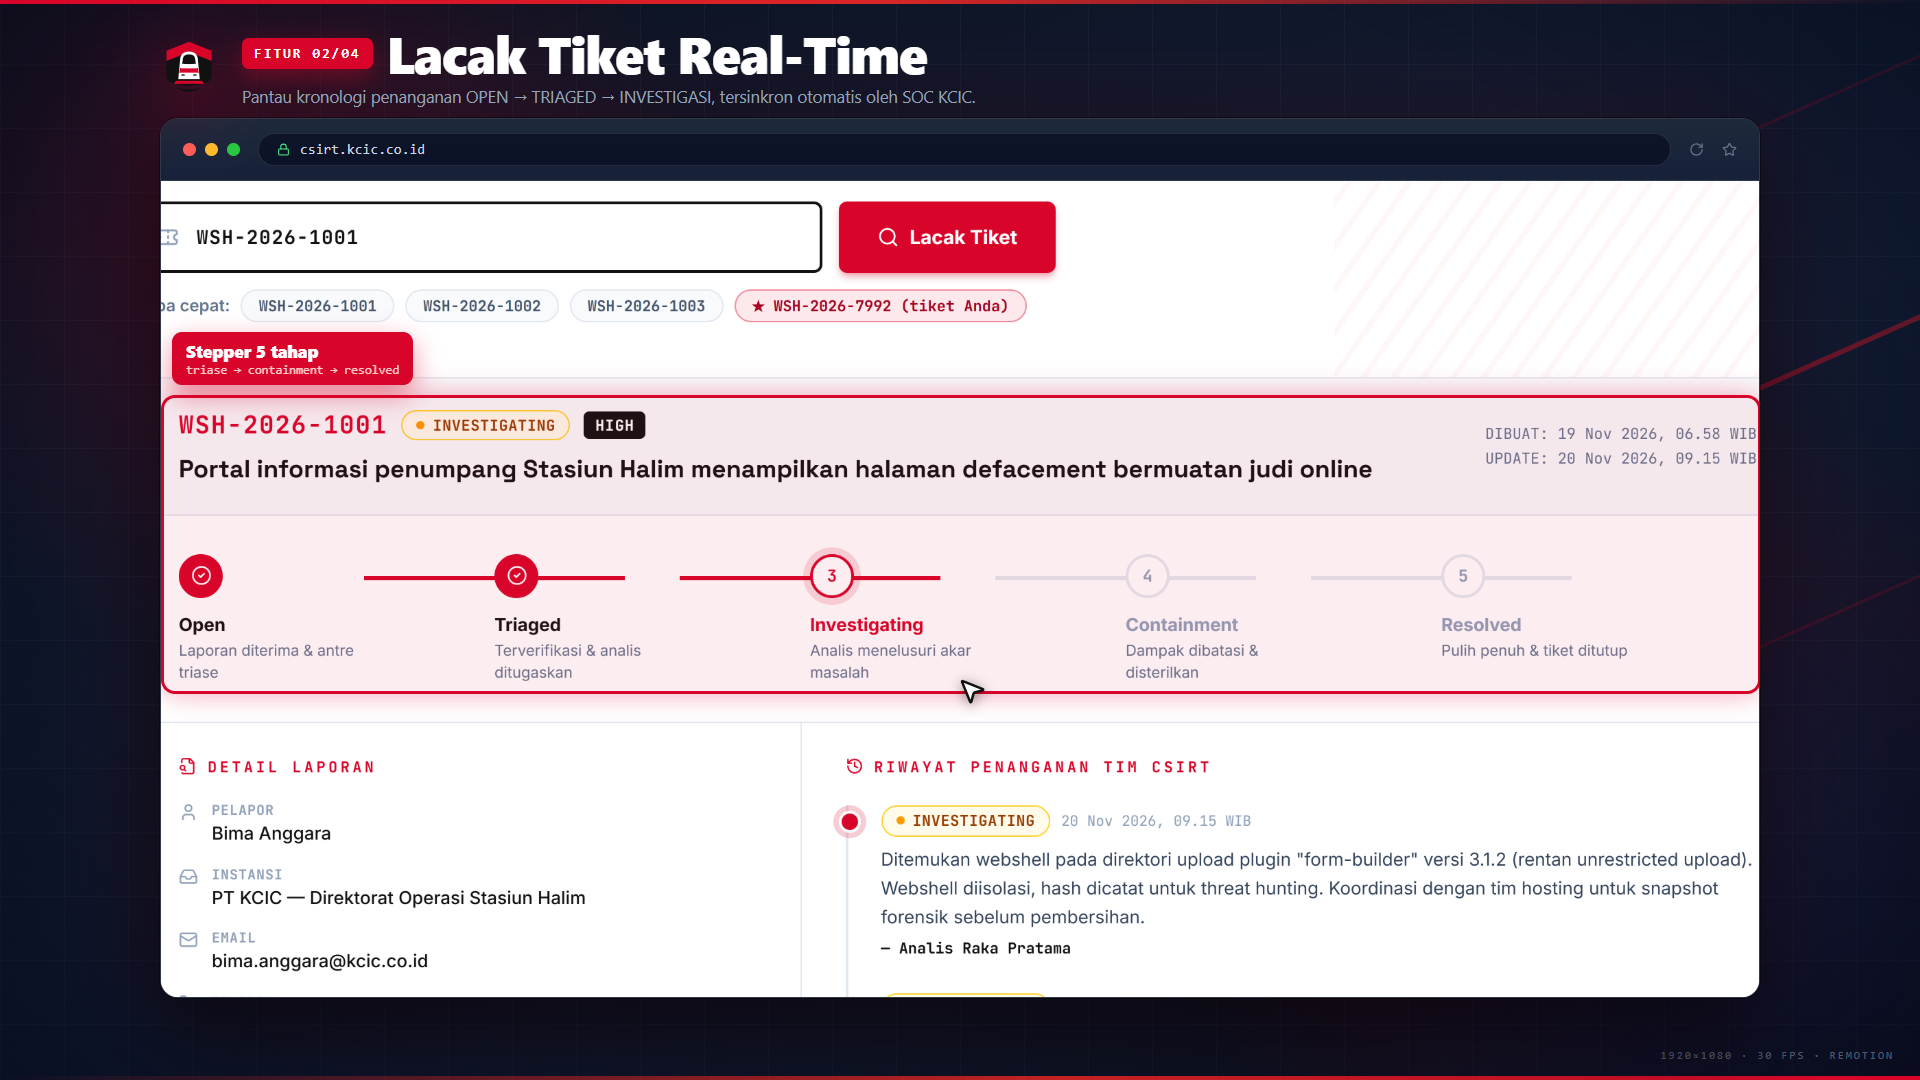 FITUR 02/04
Lacak Tiket Real-Time
Pantau kronologi penanganan OPEN → TRIAGED → INVESTIGASI, tersinkron otomatis oleh SOC KCIC.
csirt.kcic.co.id
WSH-2026-1001
Lacak Tiket
ba cepat:
WSH-2026-1001
WSH-2026-1002
WSH-2026-1003
★ WSH-2026-7992 (tiket Anda)
Stepper 5 tahap
triase → containment → resolved
WSH-2026-1001
INVESTIGATING
HIGH
DIBUAT: 19 Nov 2026, 06.58 WIB
UPDATE: 20 Nov 2026, 09.15 WIB
Portal informasi penumpang Stasiun Halim menampilkan halaman defacement bermuatan judi online
3
4
5
Open
Laporan diterima & antre
triase
Triaged
Terverifikasi & analis
ditugaskan
Investigating
Analis menelusuri akar
masalah
Containment
Dampak dibatasi &
disterilkan
Resolved
Pulih penuh & tiket ditutup
DETAIL LAPORAN
PELAPOR
Bima Anggara
INSTANSI
PT KCIC — Direktorat Operasi Stasiun Halim
EMAIL
bima.anggara@kcic.co.id
RIWAYAT PENANGANAN TIM CSIRT
INVESTIGATING
20 Nov 2026, 09.15 WIB
Ditemukan webshell pada direktori upload plugin "form-builder" versi 3.1.2 (rentan unrestricted upload).
Webshell diisolasi, hash dicatat untuk threat hunting. Koordinasi dengan tim hosting untuk snapshot
forensik sebelum pembersihan.
— Analis Raka Pratama
1920×1080 · 30 FPS · REMOTION